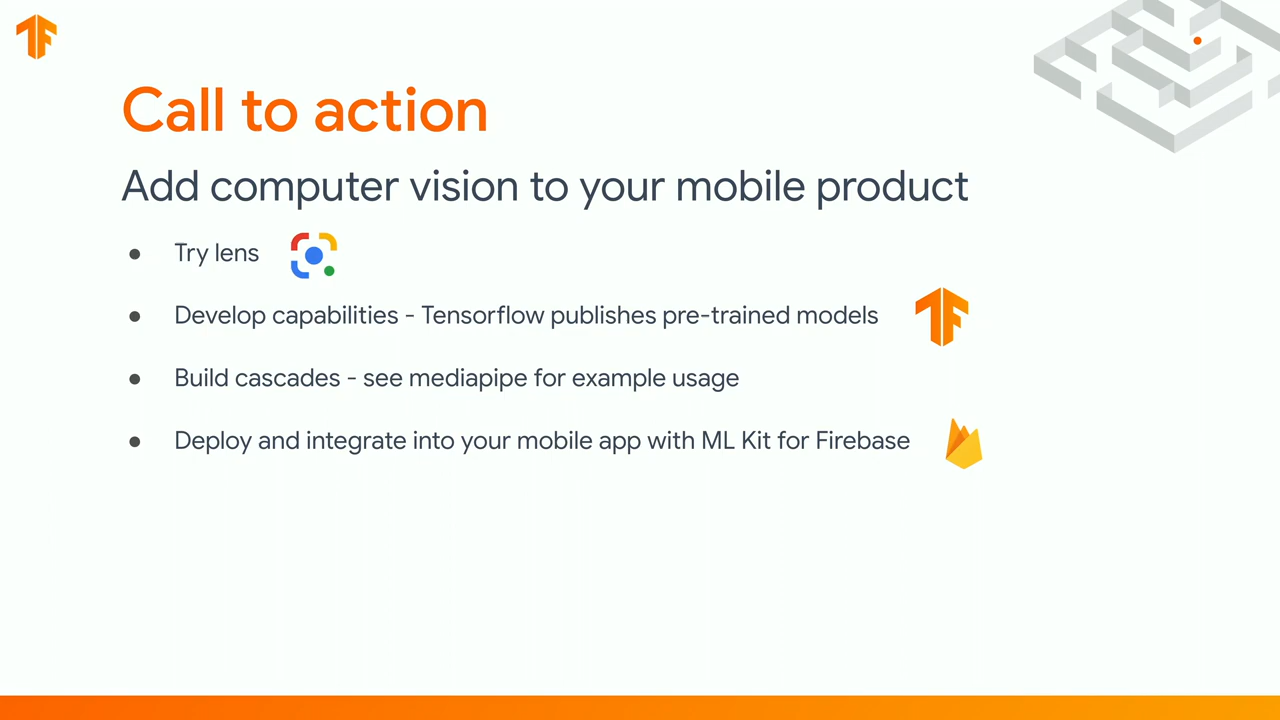 Call to action
Add computer vision to your mobile product
● Try lens
● Develop capabilities - Tensorflow publishes pre-trained models
● Build cascades - see mediapipe for example usage
● Deploy and integrate into your mobile app with ML Kit for Firebase